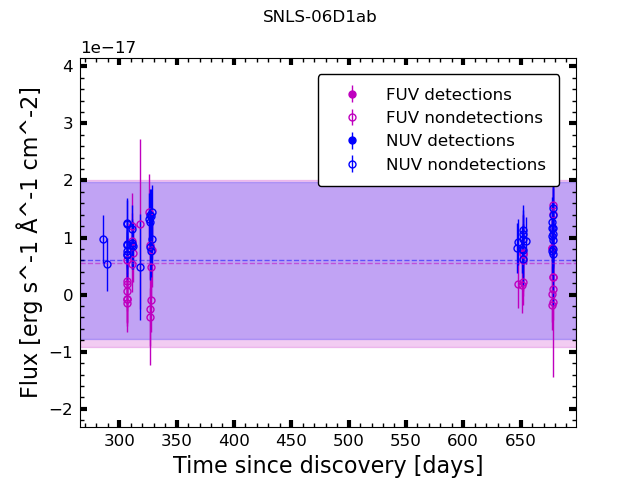 SNLS-06D1ab
1e−17
FUV detections
FUV nondetections
NUV detections
NUV nondetections
4
3
2
1
0
−1
−2
Flux [erg s^-1 Å^-1 cm^-2]
300 350 400 450 500 550 600 650
Time since discovery [days]